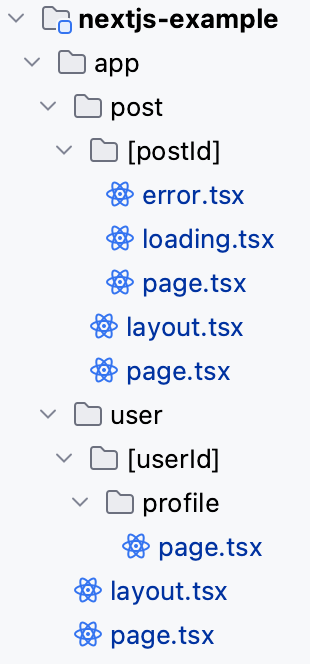 nextjs-example
app
post
[postId]
error.tsx
loading.tsx
page.tsx
layout.tsx
page.tsx
user
[userId]
profile
page.tsx
layout.tsx
page.tsx